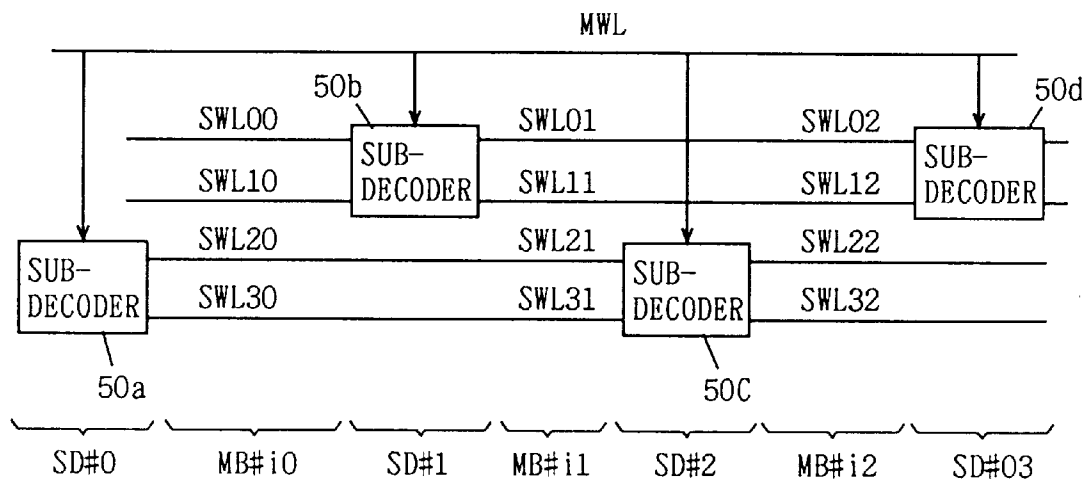 MWL
50b
50d
SWL00
SWL01
SWL02
SUB-
DECODER
SUB-
DECODER
SWL10
SWL11
SWL12
SWL20
SWL21
SWL22
SUB-
DECODER
SUB-
DECODER
SWL30
SWL31
SWL32
50a
50C
SD#0 MB#i0 SD#1 MB#i1 SD#2 MB#i2 SD#03